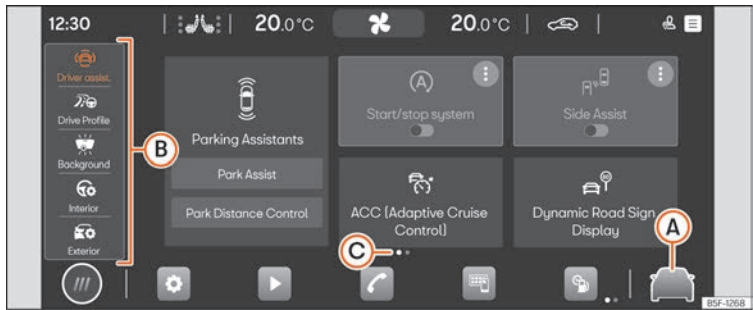 12:30
20.0°C
20.0°C
Driver assist.
Drive Profile
Background
Interior
Exterior
B
Parking Assistants
Park Assist
Park Distance Control
A
Start/stop system
Side Assist
ACC (Adaptive Cruise
Control)
Dynamic Road Sign
Display
A
C
B5F-1268